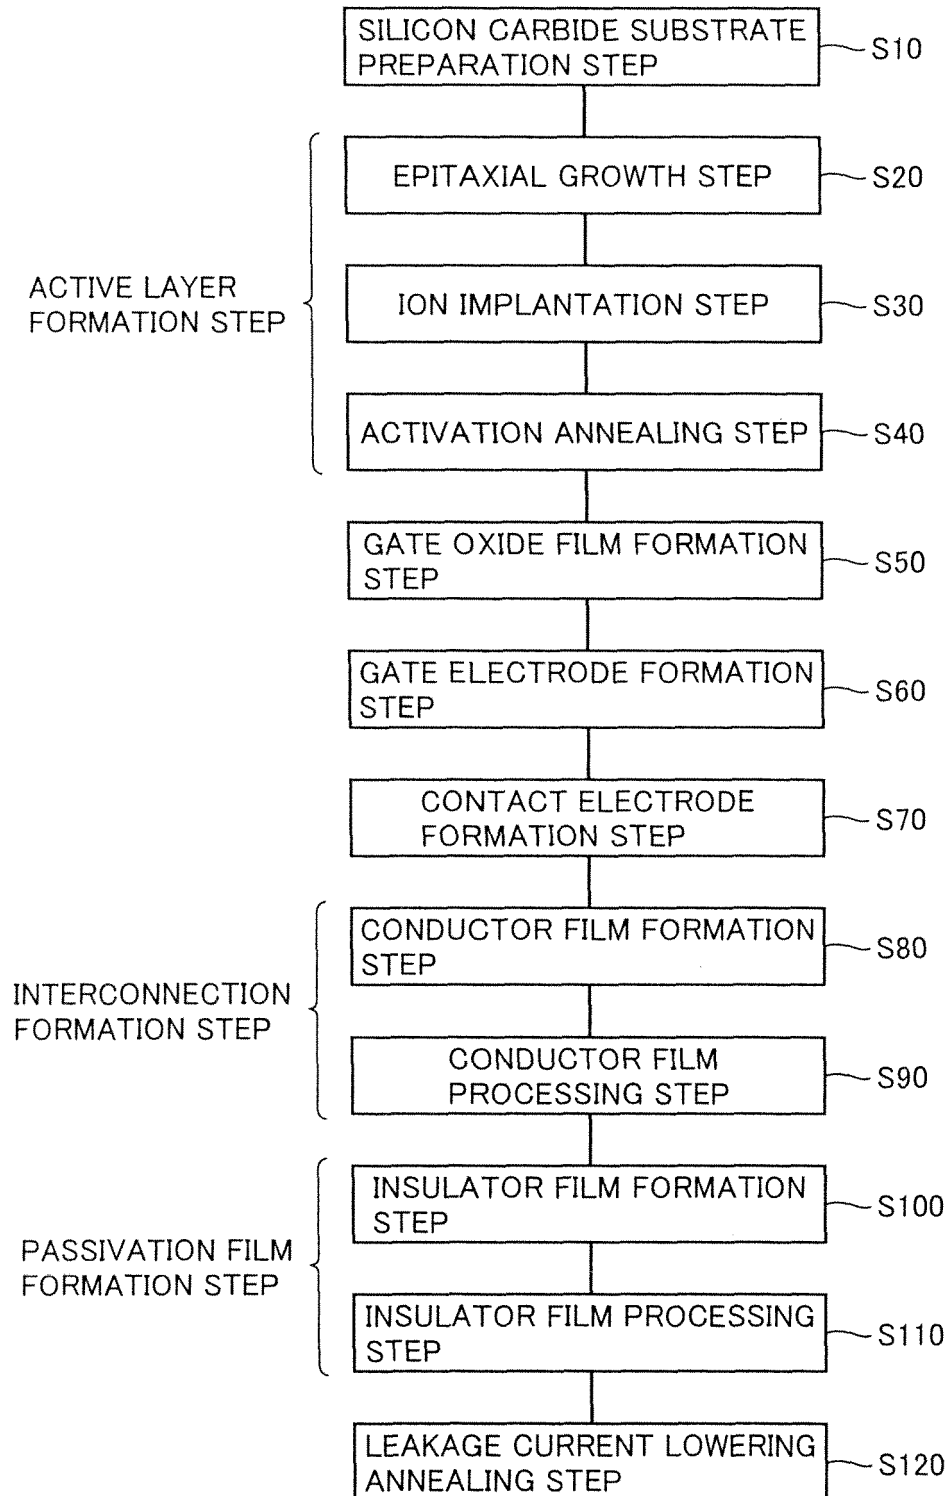 SILICON CARBIDE SUBSTRATE
PREPARATION STEP
S10
EPITAXIAL GROWTH STEP
S20
ACTIVE LAYER
FORMATION STEP
ION IMPLANTATION STEP
S30
ACTIVATION ANNEALING STEP
S40
GATE OXIDE FILM FORMATION
STEP
S50
GATE ELECTRODE FORMATION
STEP
S60
CONTACT ELECTRODE
FORMATION STEP
S70
CONDUCTOR FILM FORMATION
STEP
S80
INTERCONNECTION
FORMATION STEP
CONDUCTOR FILM
PROCESSING STEP
S90
INSULATOR FILM FORMATION
STEP
S100
PASSIVATION FILM
FORMATION STEP
INSULATOR FILM PROCESSING
STEP
S110
LEAKAGE CURRENT LOWERING
ANNEALING STEP
S120